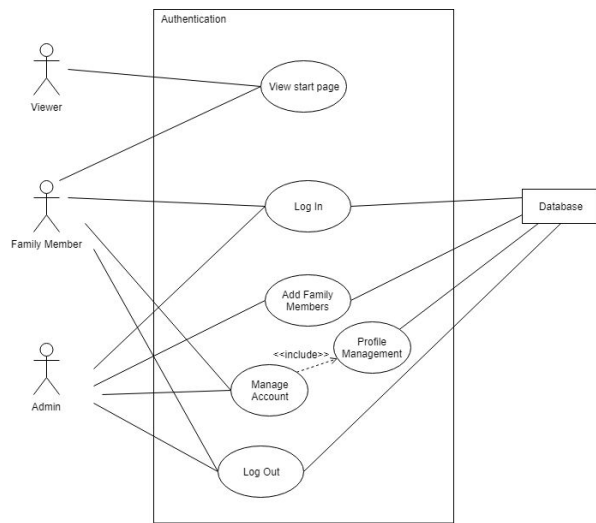 Authentication
View start page
Viewer
Log In
Database
Family Member
Add Family
Members
<<include>>
Profile
Management
Manage
Account
Admin
Log Out